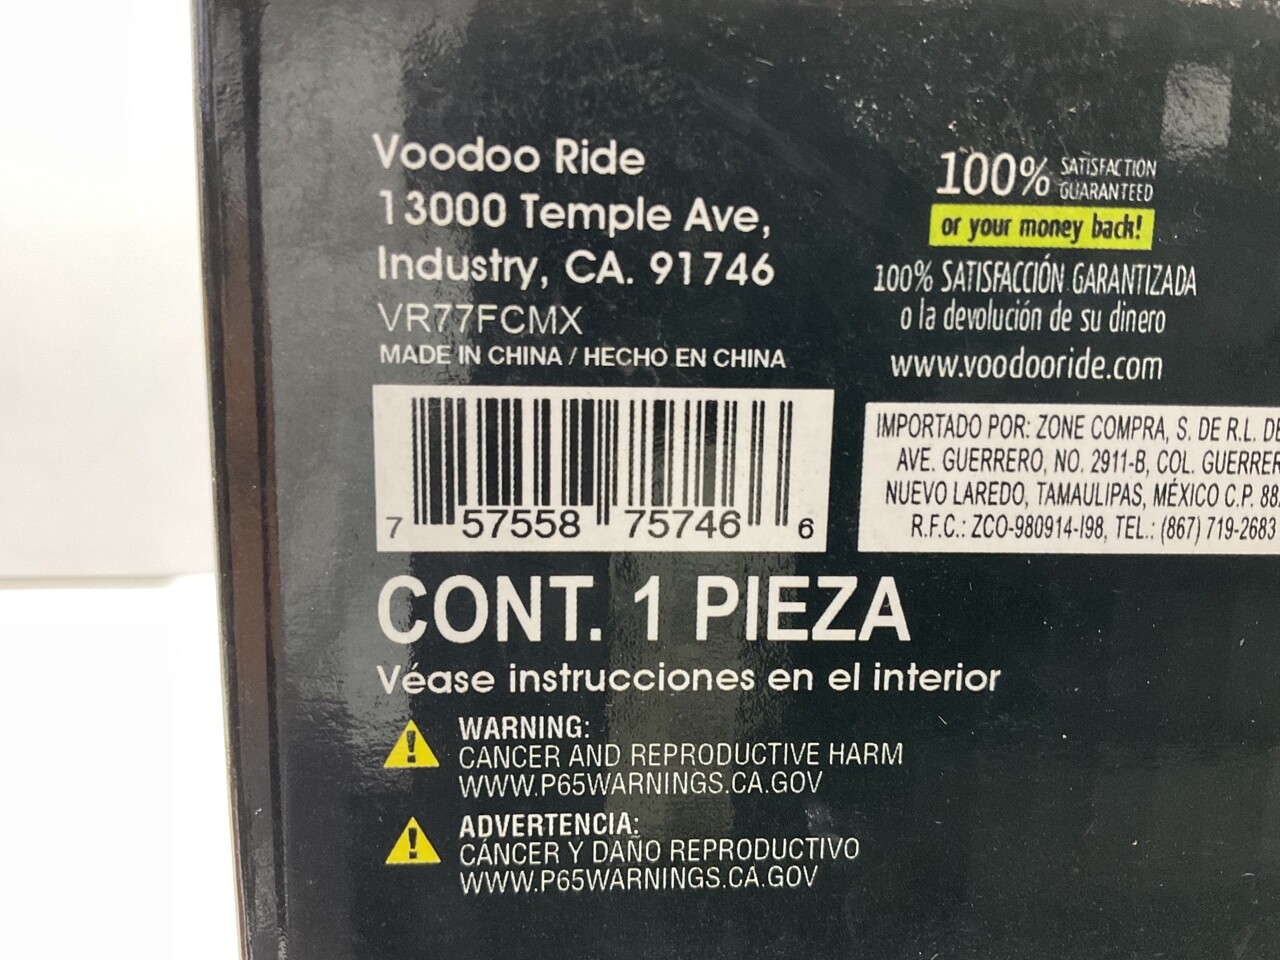 Voodoo Ride
13000 Temple Ave,
Industry, CA. 91746
VR77FCMX
MADE IN CHINA / HECHO EN CHINA
7 57558 75746 6
100% SATISFACTION
GUARANTEED
or your money back!
100% SATISFACCIÓN GARANTIZADA
o la devolución de su dinero
www.voodooride.com
IMPORTADO POR: ZONE COMPRA, S. DE R.L.
AVE. GUERRERO, NO. 2911-B, COL.
NUEVO LAREDO, TAMAULIPAS, MÉXICO C.P.
R.F.C.: ZCO-980914-I98, TEL.: (867) 719-2683
CONT. 1 PIEZA
Véase instrucciones en el interior
WARNING:
CANCER AND REPRODUCTIVE HARM
WWW.P65WARNINGS.CA.GOV
ADVERTENCIA:
CÁNCER Y DAÑO REPRODUCTIVO
WWW.P65WARNINGS.CA.GOV